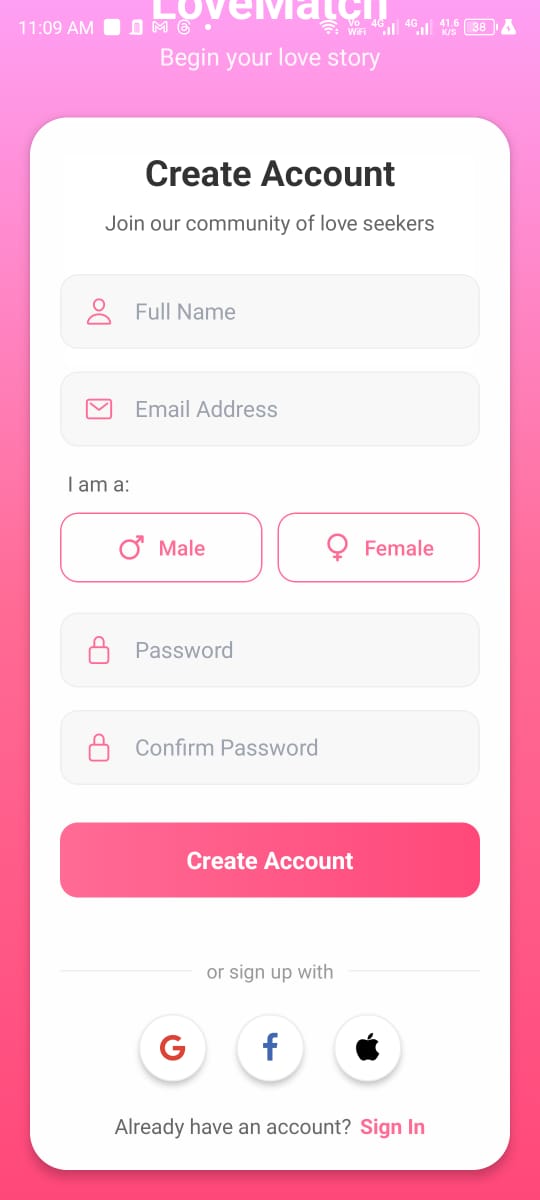 LoveMatch
11:09 AM Vo WiFi 4G 4G 41.6 K/S 38
Begin your love story
Create Account
Join our community of love seekers
Full Name
Email Address
I am a:
Male Female
Password
Confirm Password
Create Account
or sign up with
Already have an account? Sign In